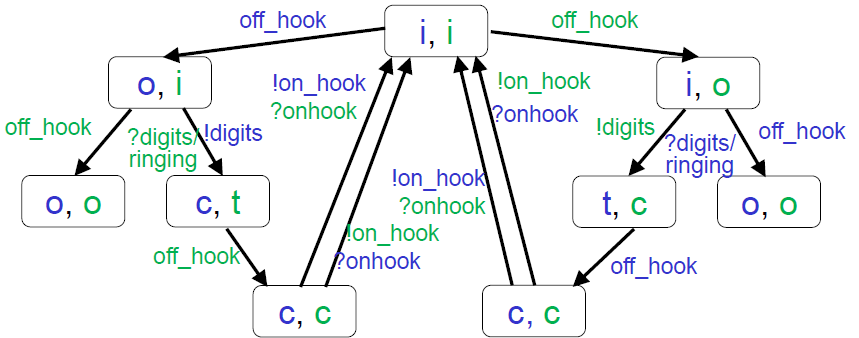 off_hook
i, i
off_hook
o, i
!on_hook
?onhook
!on_hook
?onhook
i, o
off_hook
?digits/
ringing
!digits
!digits
?digits/
ringing
off_hook
o, o
c, t
!on_hook
?onhook
t, c
o, o
off_hook
!on_hook
?onhook
off_hook
c, c
c, c